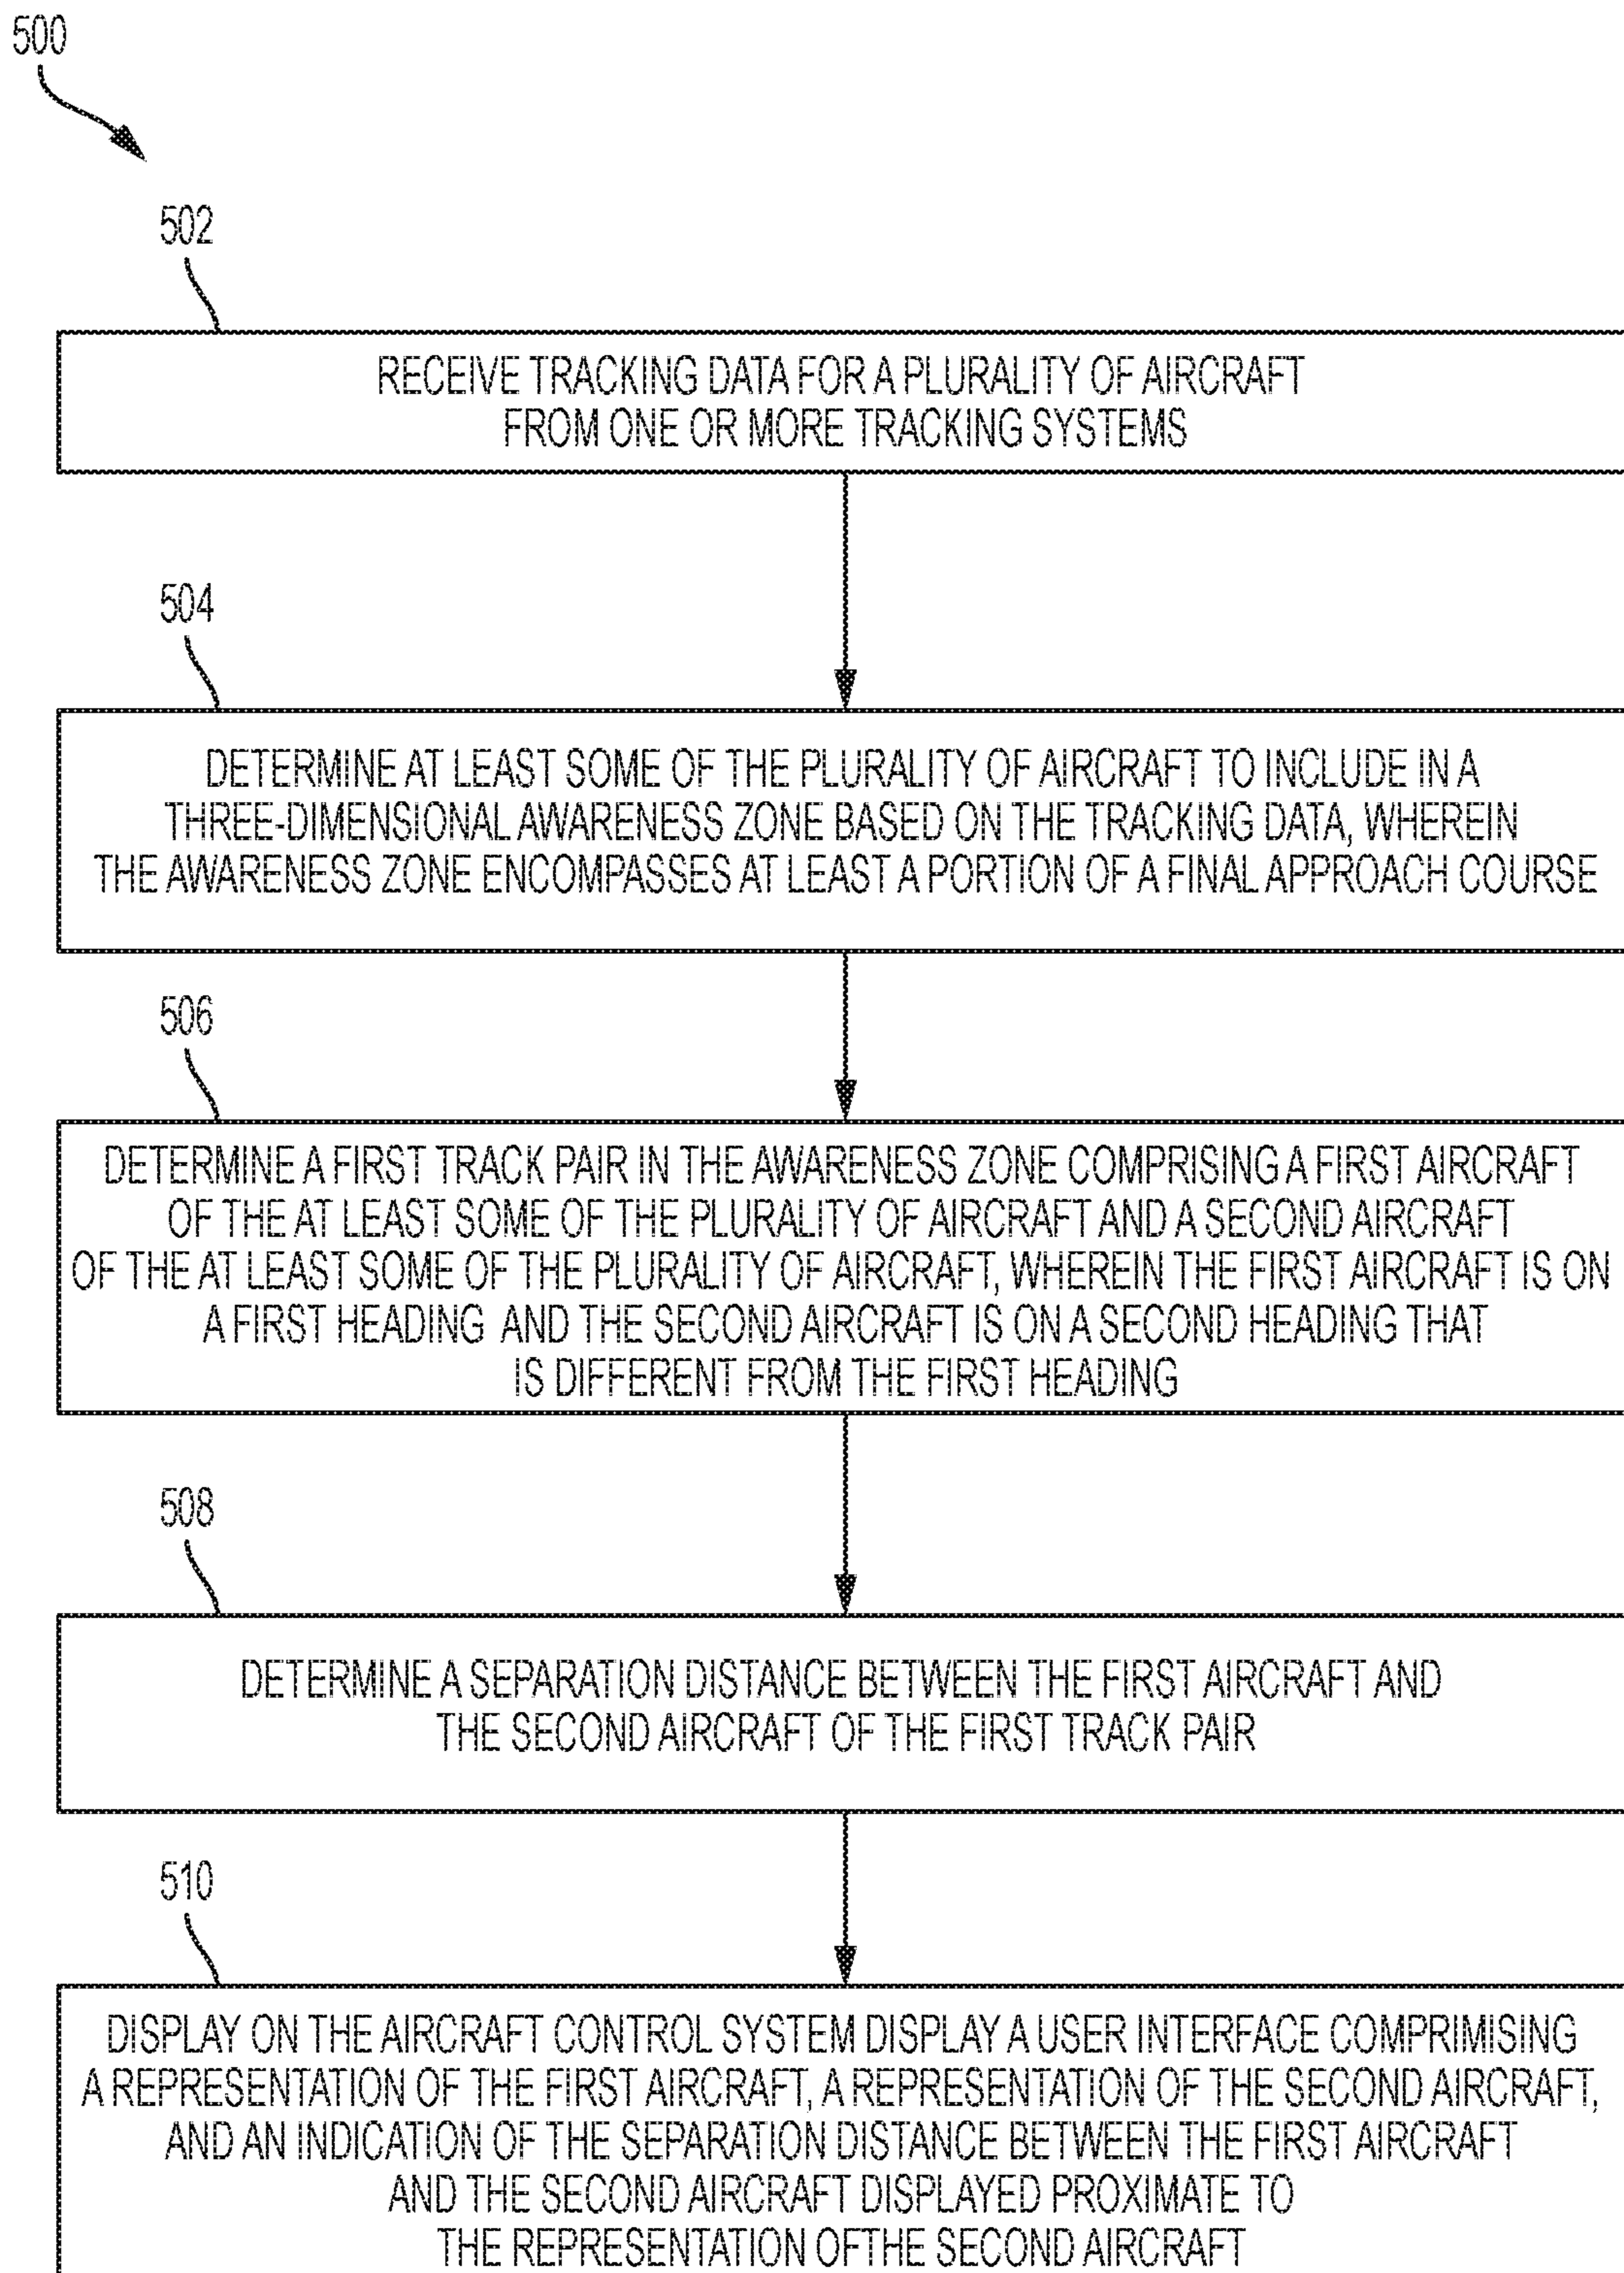 500
502
RECEIVE TRACKING DATA FOR A PLURALITY OF AIRCRAFT
FROM ONE OR MORE TRACKING SYSTEMS
504
DETERMINE AT LEAST SOME OF THE PLURALITY OF AIRCRAFT TO INCLUDE IN A
THREE-DIMENSIONAL AWARENESS ZONE BASED ON THE TRACKING DATA, WHEREIN
THE AWARENESS ZONE ENCOMPASSES AT LEAST A PORTION OF A FINAL APPROACH COURSE
506
DETERMINE A FIRST TRACK PAIR IN THE AWARENESS ZONE COMPRISING A FIRST AIRCRAFT
OF THE AT LEAST SOME OF THE PLURALITY OF AIRCRAFT AND A SECOND AIRCRAFT
OF THE AT LEAST SOME OF THE PLURALITY OF AIRCRAFT, WHEREIN THE FIRST AIRCRAFT IS ON
A FIRST HEADING AND THE SECOND AIRCRAFT IS ON A SECOND HEADING THAT
IS DIFFERENT FROM THE FIRST HEADING
508
DETERMINE A SEPARATION DISTANCE BETWEEN THE FIRST AIRCRAFT AND
THE SECOND AIRCRAFT OF THE FIRST TRACK PAIR
510
DISPLAY ON THE AIRCRAFT CONTROL SYSTEM DISPLAY A USER INTERFACE COMPRIMISING
A REPRESENTATION OF THE FIRST AIRCRAFT, A REPRESENTATION OF THE SECOND AIRCRAFT,
AND AN INDICATION OF THE SEPARATION DISTANCE BETWEEN THE FIRST AIRCRAFT
AND THE SECOND AIRCRAFT DISPLAYED PROXIMATE TO
THE REPRESENTATION OFTHE SECOND AIRCRAFT